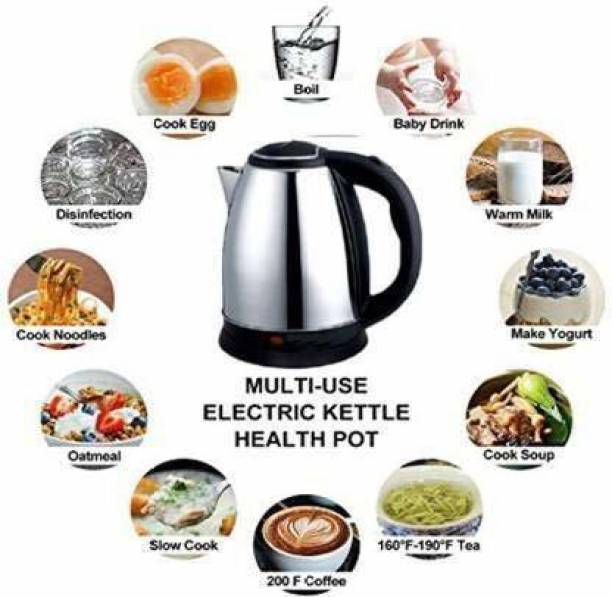 Boil
Baby Drink
Warm Milk
Make Yogurt
Cook Soup
160°F-190°F Tea
200 F Coffee
Slow Cook
Oatmeal
Cook Noodles
Disinfection
Cook Egg
MULTI-USE
ELECTRIC KETTLE
HEALTH POT